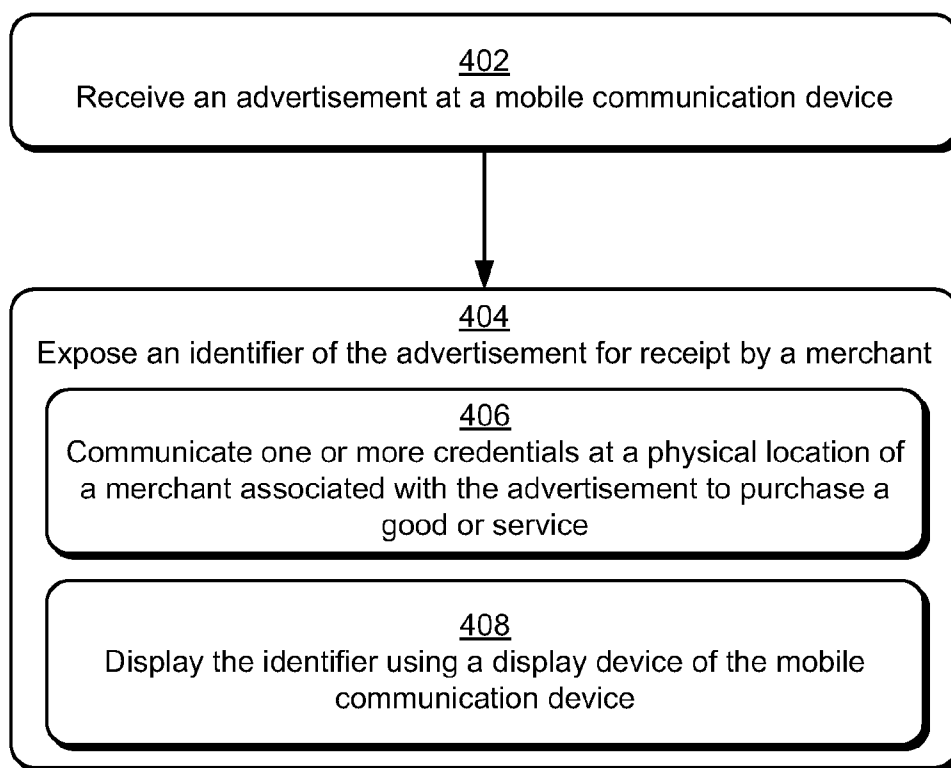 402
Receive an advertisement at a mobile communication device
404
Expose an identifier of the advertisement for receipt by a merchant
406
Communicate one or more credentials at a physical location of
a merchant associated with the advertisement to purchase a
good or service
408
Display the identifier using a display device of the mobile
communication device